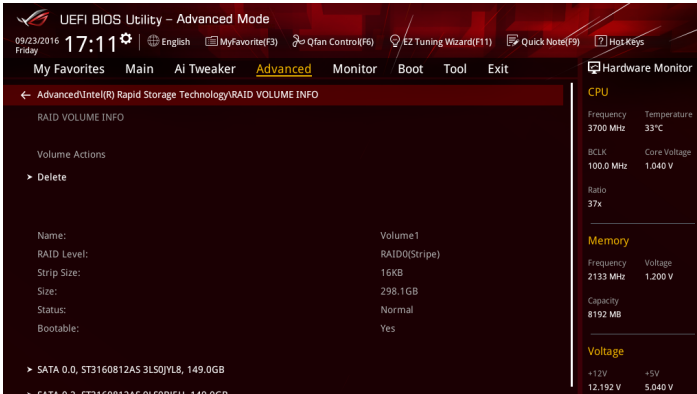 UEFI BIOS Utility – Advanced Mode
09/23/2016
Friday
17:11
English
MyFavorite(F3)
Qfan Control(F6)
EZ Tuning Wizard(F11)
Quick Note(F9)
? Hot Keys
My Favorites Main Ai Tweaker Advanced Monitor Boot Tool Exit
← Advanced\Intel(R) Rapid Storage Technology\RAID VOLUME INFO
RAID VOLUME INFO
Volume Actions
> Delete
Name: Volume1
RAID Level: RAID0(Stripe)
Strip Size: 16KB
Size: 298.1GB
Status: Normal
Bootable: Yes
> SATA 0.0, ST3160812AS 3LS0JYL8, 149.0GB
Hardware Monitor
CPU
Frequency Temperature
3700 MHz 33°C
BCLK Core Voltage
100.0 MHz 1.040 V
Ratio
37x
Memory
Frequency Voltage
2133 MHz 1.200 V
Capacity
8192 MB
Voltage
+12V +5V
12.192 V 5.040 V